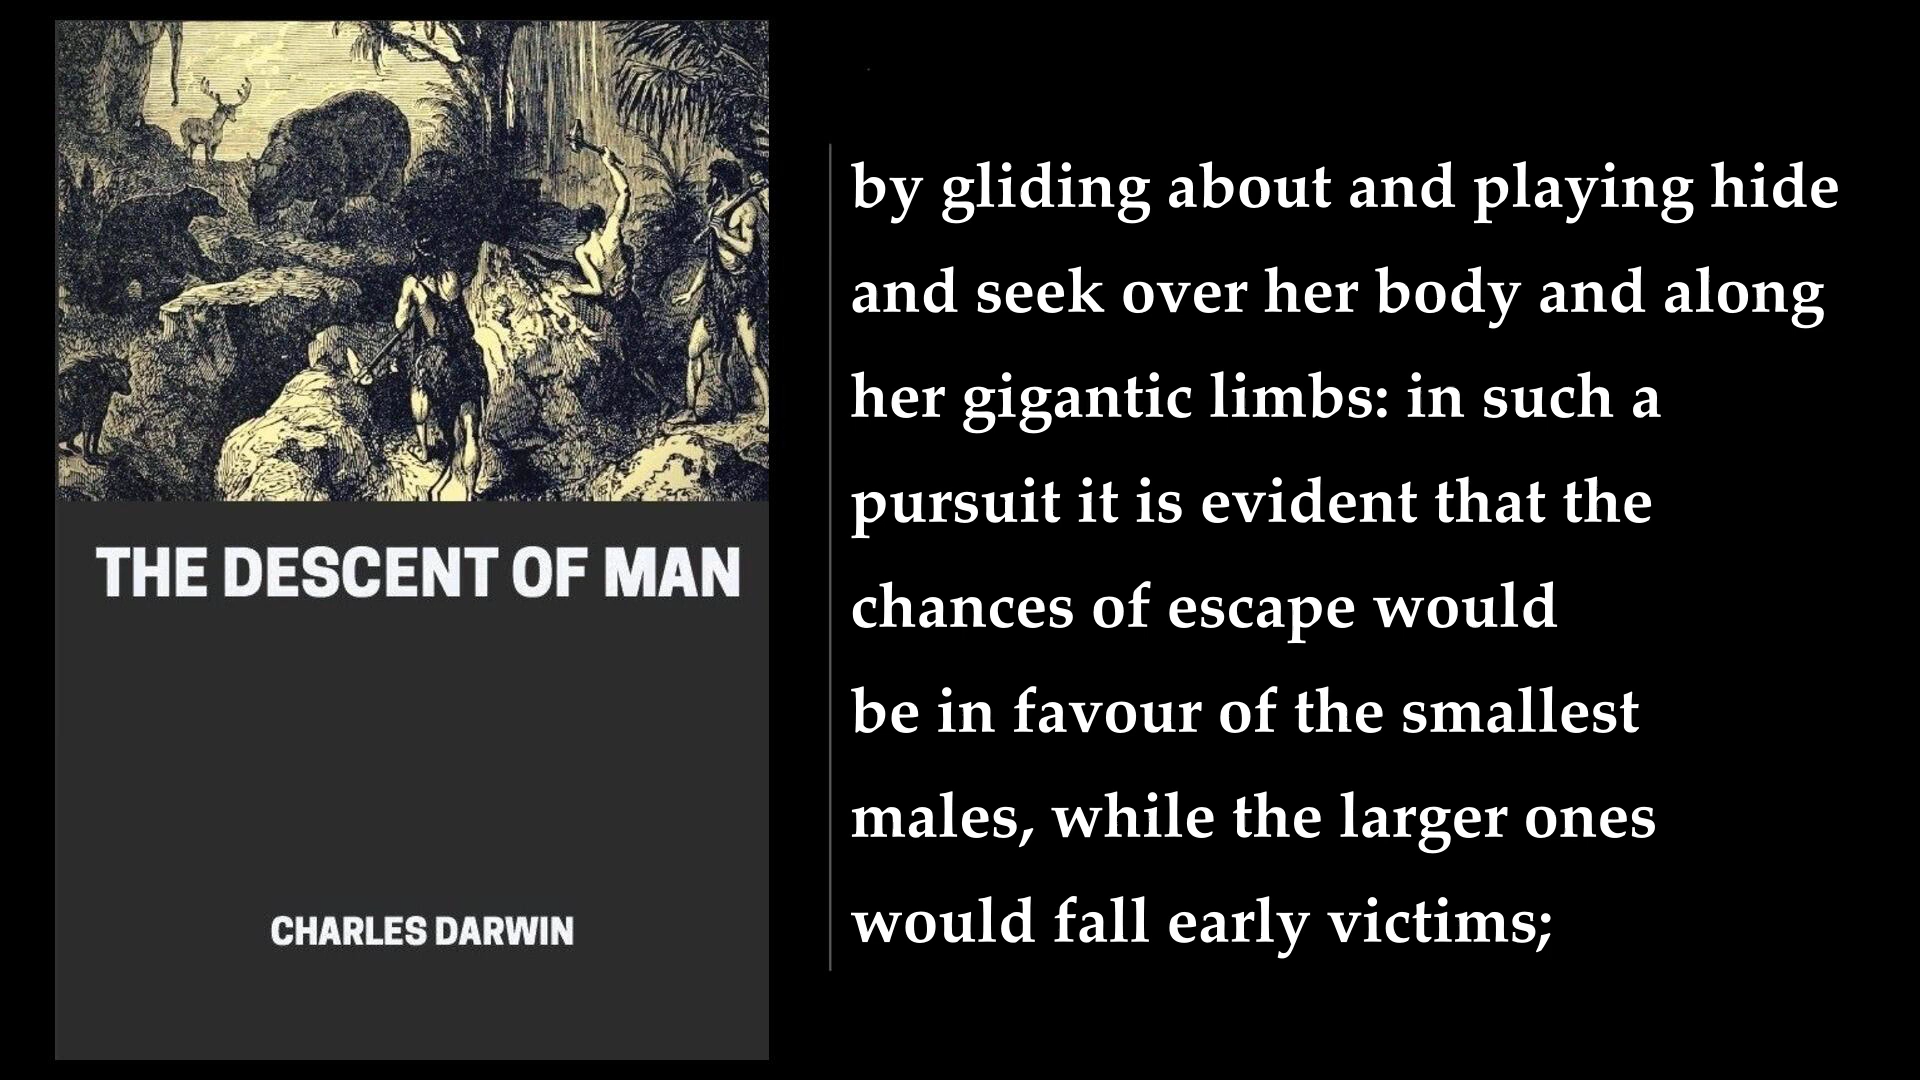 THE DESCENT OF MAN
CHARLES DARWIN
by gliding about and playing hide
and seek over her body and along
her gigantic limbs: in such a
pursuit it is evident that the
chances of escape would
be in favour of the smallest
males, while the larger ones
would fall early victims;